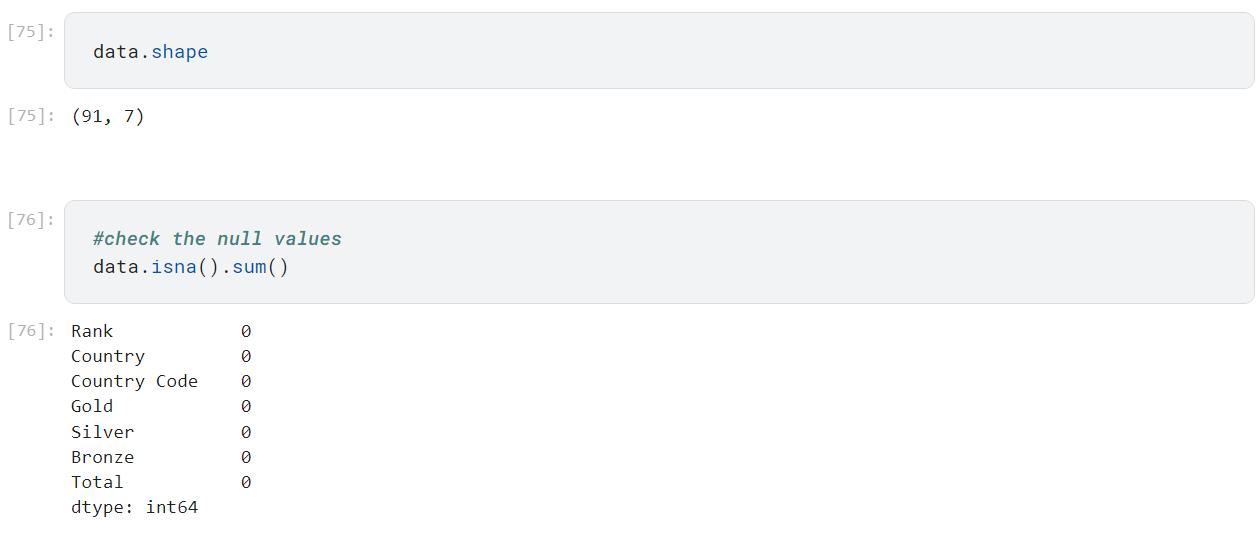 [75]:
data.shape
[75]: (91, 7)
[76]:
#check the null values
data.isna().sum()
[76]: Rank 0
Country 0
Country Code 0
Gold 0
Silver 0
Bronze 0
Total 0
dtype: int64